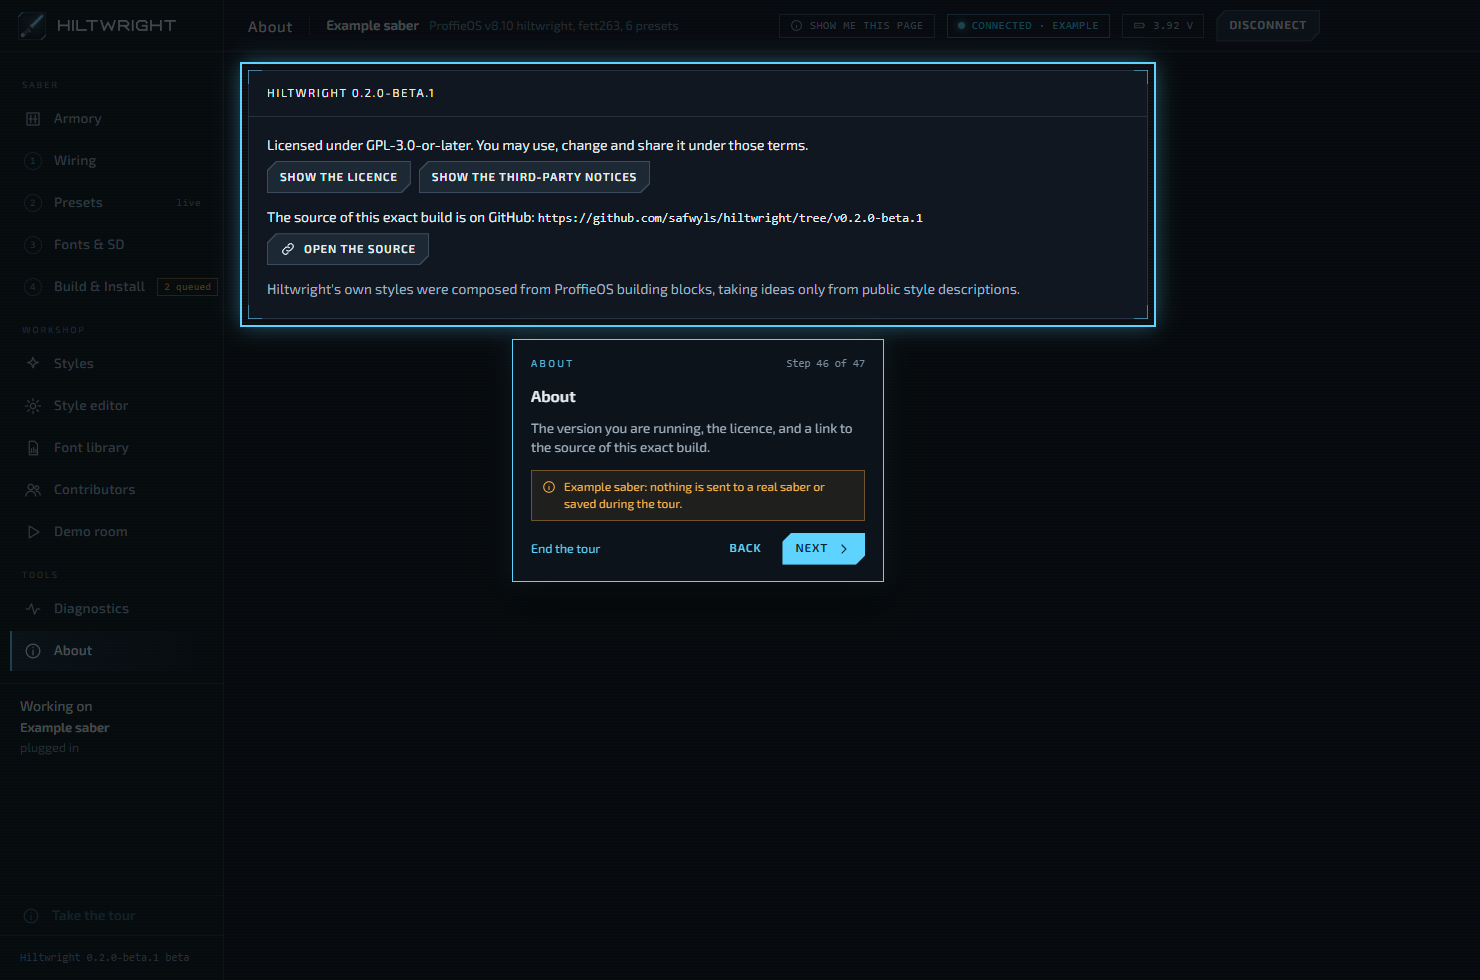 HILTWRIGHT
About
Example saber
ProffieOS v8.10 hiltwright, fett263, 6 presets
SHOW ME THIS PAGE
CONNECTED · EXAMPLE
3.92 V
DISCONNECT
SABER
Armory
1 Wiring
2 Presets live
3 Fonts & SD
4 Build & Install 2 queued
WORKSHOP
Styles
Style editor
Font library
Contributors
Demo room
TOOLS
Diagnostics
About
Working on
Example saber
plugged in
Take the tour
Hiltwright 0.2.0-beta.1 beta
HILTWRIGHT 0.2.0-BETA.1
Licensed under GPL-3.0-or-later. You may use, change and share it under those terms.
SHOW THE LICENCE
SHOW THE THIRD-PARTY NOTICES
The source of this exact build is on GitHub: https://github.com/safwyls/hiltwright/tree/v0.2.0-beta.1
OPEN THE SOURCE
Hiltwright's own styles were composed from ProffieOS building blocks, taking ideas only from public style descriptions.
ABOUT
Step 46 of 47
About
The version you are running, the licence, and a link to
the source of this exact build.
Example saber: nothing is sent to a real saber or
saved during the tour.
End the tour
BACK
NEXT